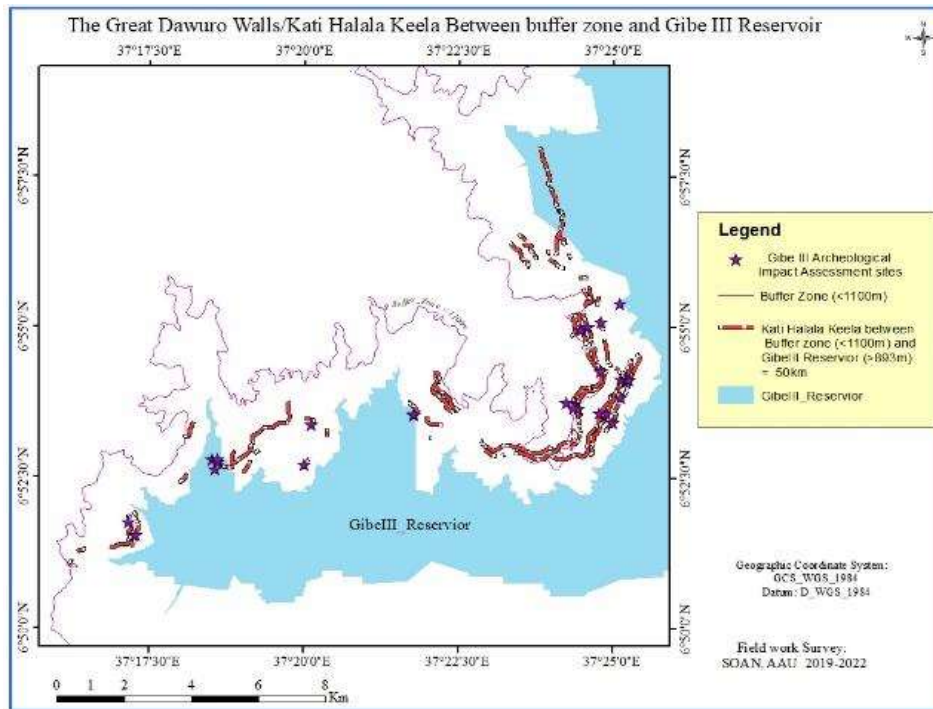 The Great Dawuro Walls/Kati Halala Keela Between buffer zone and Gibe III Reservoir
37°17'30"E 37°20'0"E 37°22'30"E 37°25'0"E
6°57'30"N
6°57'30"N
6°55'0"N
6°55'0"N
6°52'30"N
6°52'30"N
6°50'0"N
6°50'0"N
Buffer Zone
GibeIII_Reservior
Legend
Gibe III Archeological
Impact Assessment sites
Buffer Zone (<1100m)
Kati Halala Keela between
Buffer zone (<1100m) and
GibeIII Reservoir (>893m)
= 50km
GibeIII_Reservoir
Geographic Coordinate System:
GCS_WGS_1984
Datum: D_WGS_1984
Field work Survey:
SOAN, AAU 2019-2022
37°17'30"E 37°20'0"E 37°22'30"E 37°25'0"E
0 1 2 4 6 8
Km